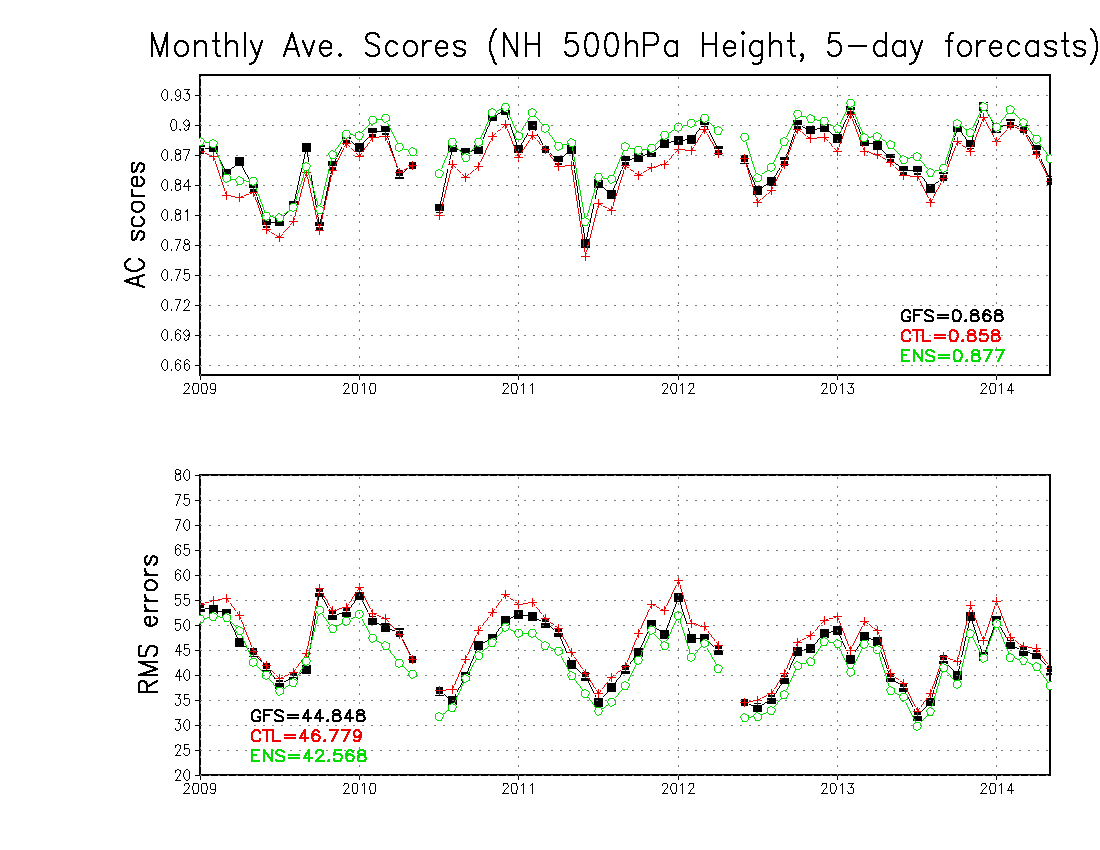 Monthly Ave. Scores (NH 500hPa Height, 5-day forecasts)
AC scores
0.93
0.9
0.87
0.84
0.81
0.78
0.75
0.72
0.69
0.66
GFS=0.868
CTL=0.858
ENS=0.877
2009 2010 2011 2012 2013 2014
RMS errors
80
75
70
65
60
55
50
45
40
35
30
25
20
GFS=44.848
CTL=46.779
ENS=42.568
2009 2010 2011 2012 2013 2014